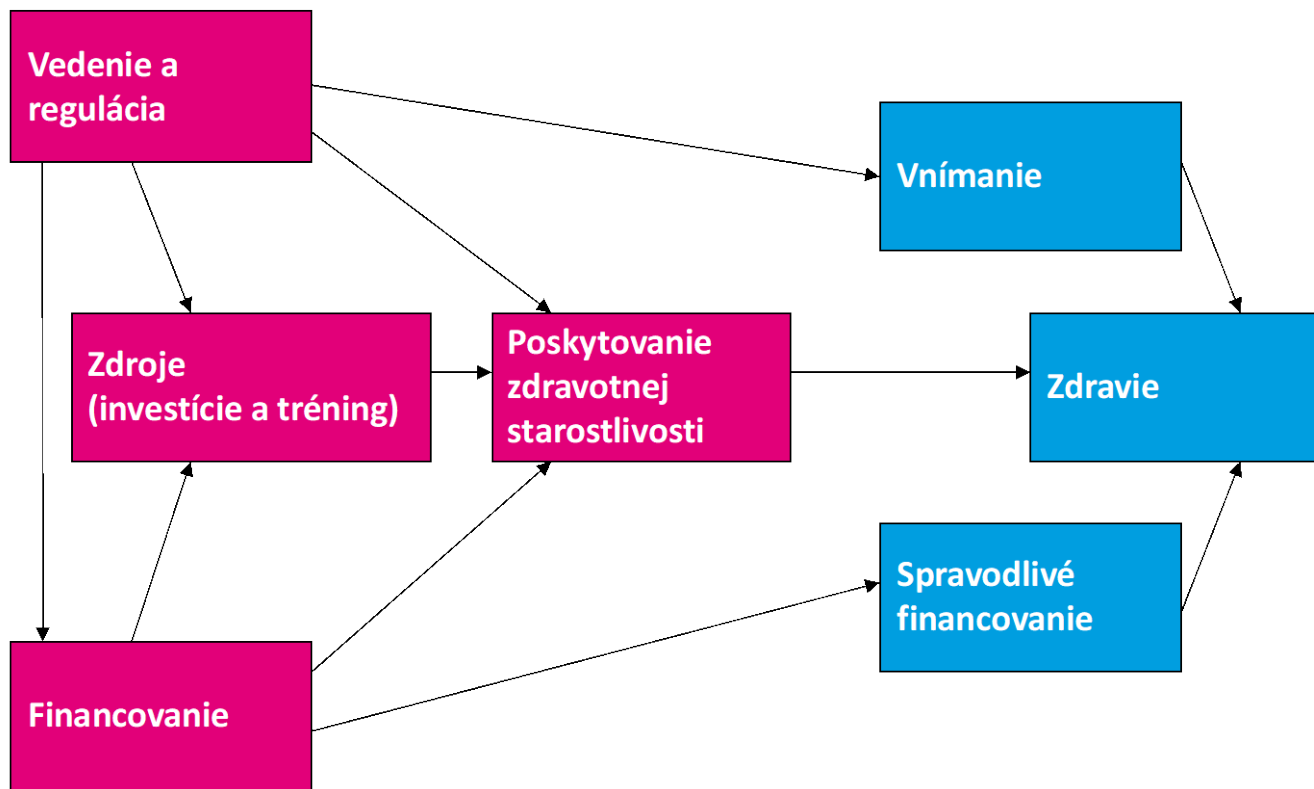 Vedenie a
regulácia
Vnímanie
Zdroje
(investície a tréning)
Poskytovanie
zdravotnej
starostlivosti
Zdravie
Spravodlivé
financovanie
Financovanie